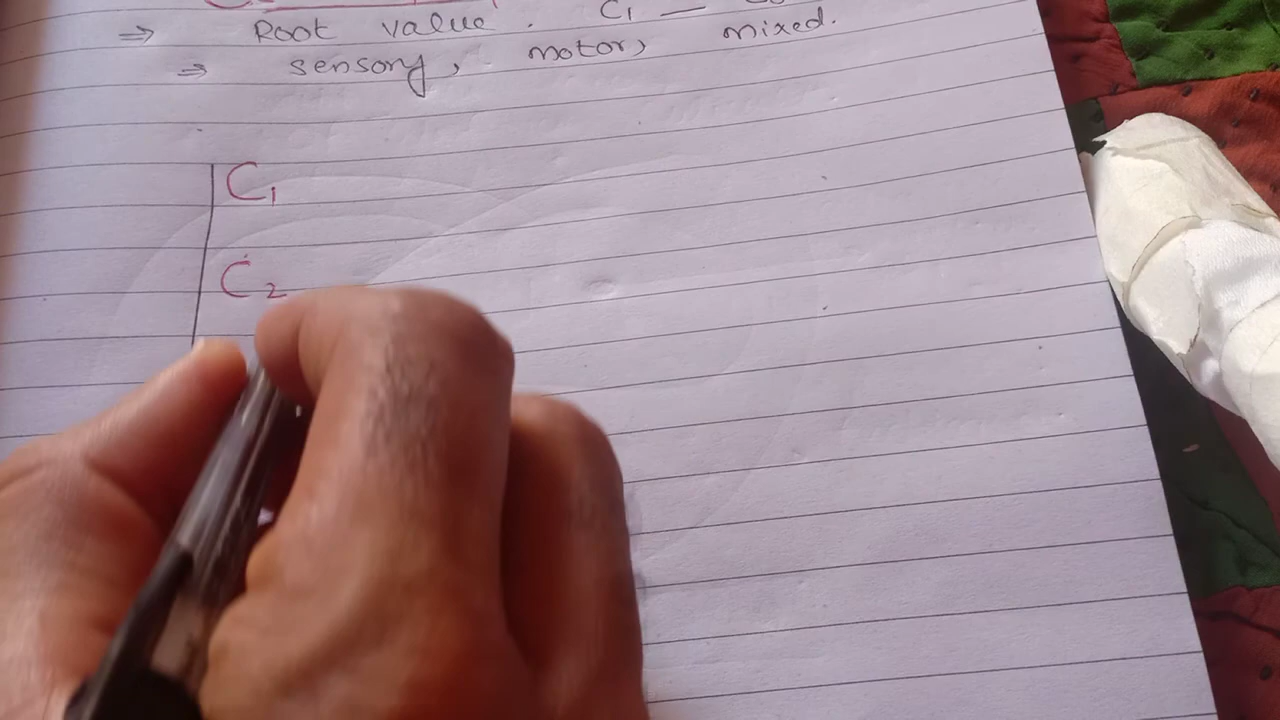 ⇒ Root value. C₁ —
⇒ sensory, motor, mixed.
C₁
C₂